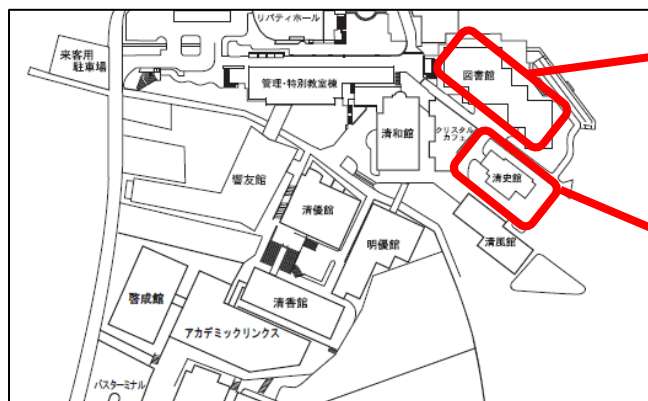 リバティホール
来客用
駐車場
管理・特別教室棟
図書館
清和館
クリスタル
カフェ
清史館
響友館
清優館
明優館
清風館
啓成館
清香館
アカデミックリンクス
バスターミナル